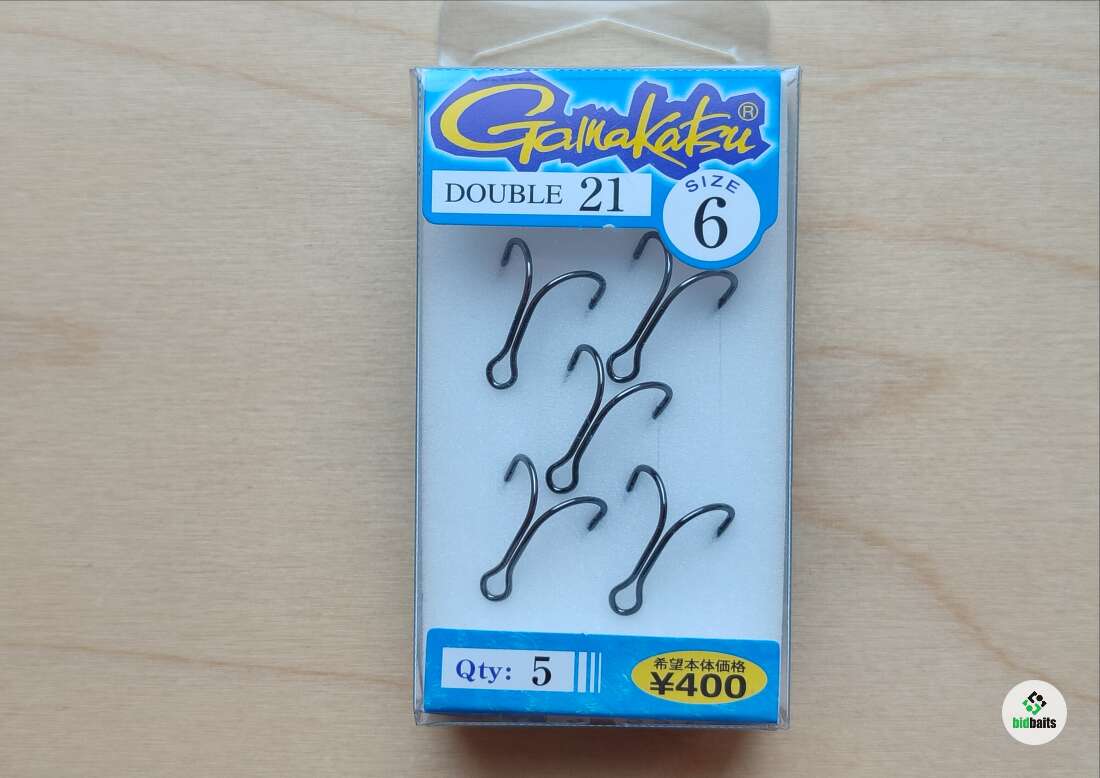 Gamakatsu®
DOUBLE 21
SIZE
6
Qty: 5
希望本体価格
¥400
bidbaits